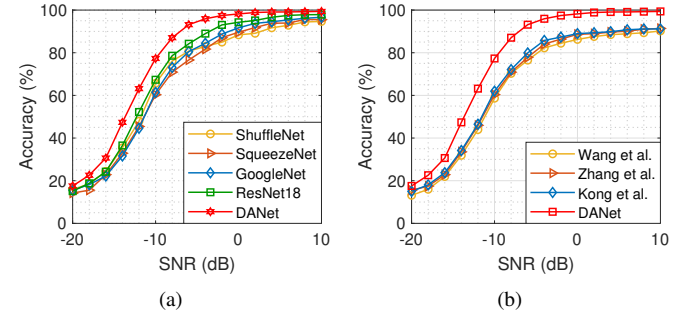 100
80
60
40
20
0
Accuracy (%)
-20
-10
0
10
SNR (dB)
ShuffleNet
SqueezeNet
GoogleNet
ResNet18
DANet
(a)
100
80
60
40
20
0
Accuracy (%)
-20
-10
0
10
SNR (dB)
Wang et al.
Zhang et al.
Kong et al.
DANet
(b)